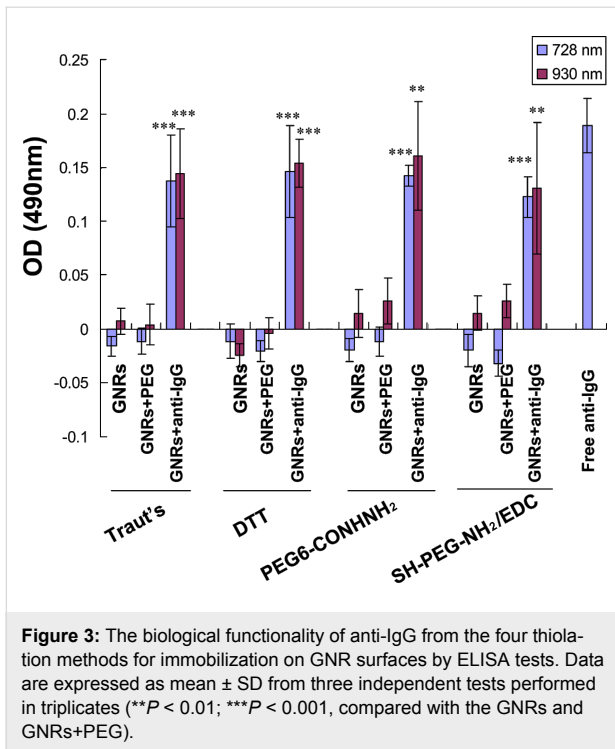 728 nm
930 nm
OD (490nm)
0.25
0.2
0.15
0.1
0.05
0
-0.05
-0.1
*** ***
*** ***
*** **
*** **
GNRs
GNRs+PEG
GNRs+anti-IgG
GNRs
GNRs+PEG
GNRs+anti-IgG
GNRs
GNRs+PEG
GNRs+anti-IgG
GNRs
GNRs+PEG
GNRs+anti-IgG
Free anti-IgG
Traut's
DTT
PEG6-CONHNH₂
SH-PEG-NH₂/EDC
Figure 3: The biological functionality of anti-IgG from the four thiola-
tion methods for immobilization on GNR surfaces by ELISA tests. Data
are expressed as mean ± SD from three independent tests performed
in triplicates (**P < 0.01; ***P < 0.001, compared with the GNRs and
GNRs+PEG).